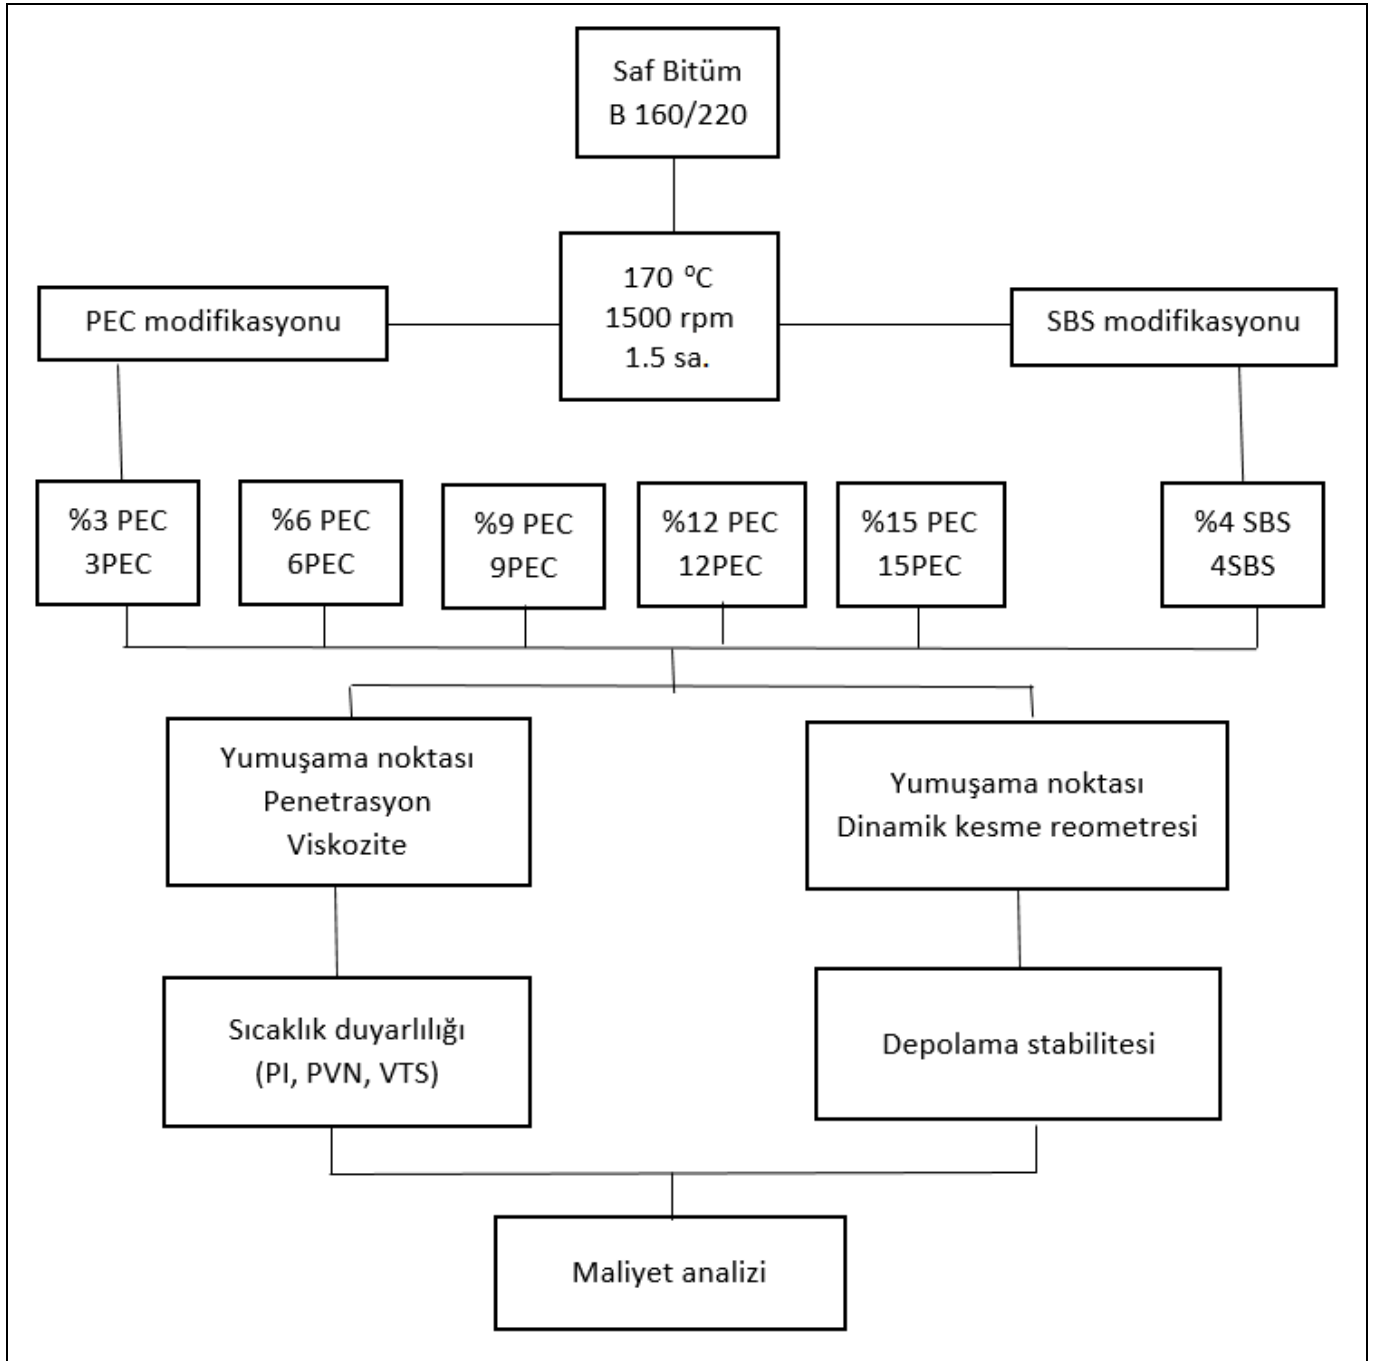 Saf Bitüm
B 160/220
170 ⁰C
1500 rpm
1.5 sa.
PEC modifikasyonu
SBS modifikasyonu
%3 PEC
3PEC
%6 PEC
6PEC
%9 PEC
9PEC
%12 PEC
12PEC
%15 PEC
15PEC
%4 SBS
4SBS
Yumuşama noktası
Penetrasyon
Viskozite
Yumuşama noktası
Dinamik kesme reometresi
Sıcaklık duyarlılığı
(PI, PVN, VTS)
Depolama stabilitesi
Maliyet analizi